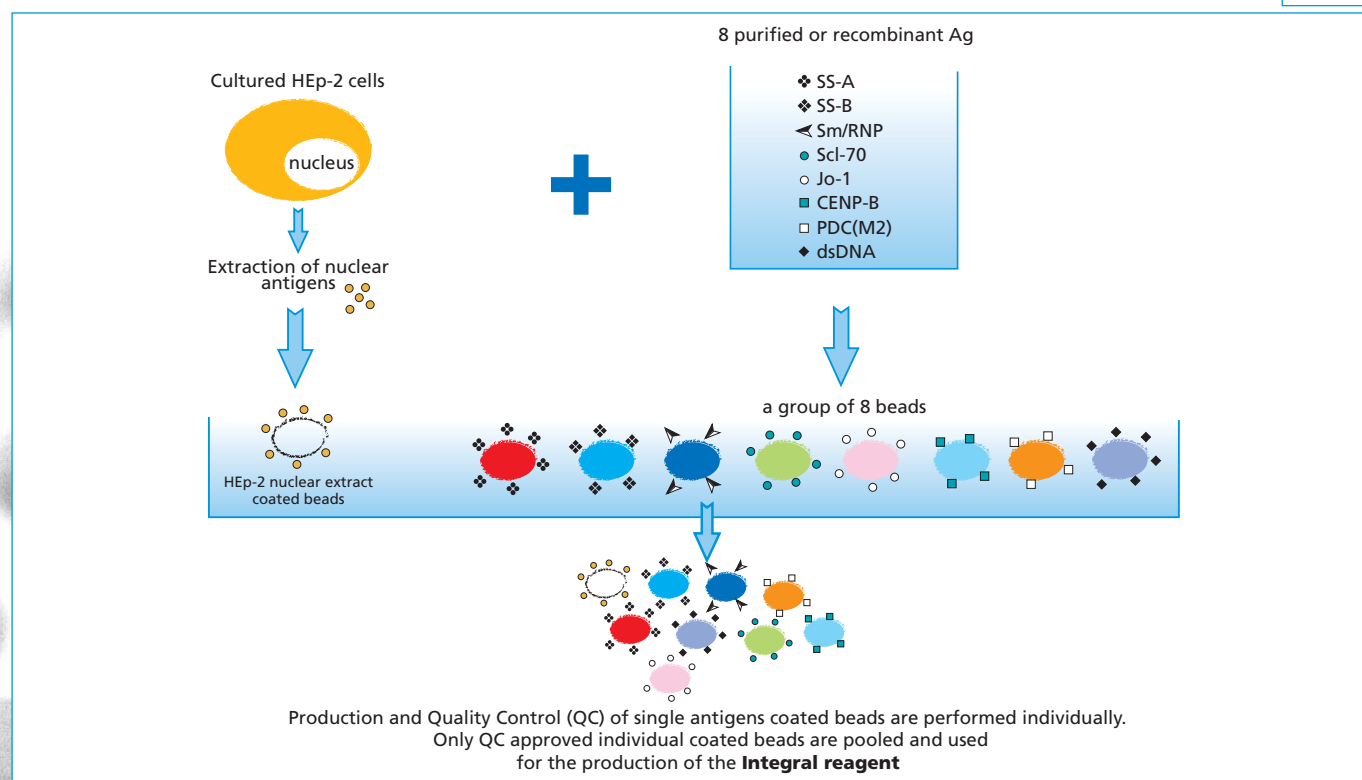 8 purified or recombinant Ag
Cultured HEp-2 cells
nucleus
Extraction of nuclear
antigens
SS-A
SS-B
Sm/RNP
Scl-70
Jo-1
CENP-B
PDC(M2)
dsDNA
a group of 8 beads
HEp-2 nuclear extract
coated beads
Production and Quality Control (QC) of single antigens coated beads are performed individually.
Only QC approved individual coated beads are pooled and used
for the production of the Integral reagent